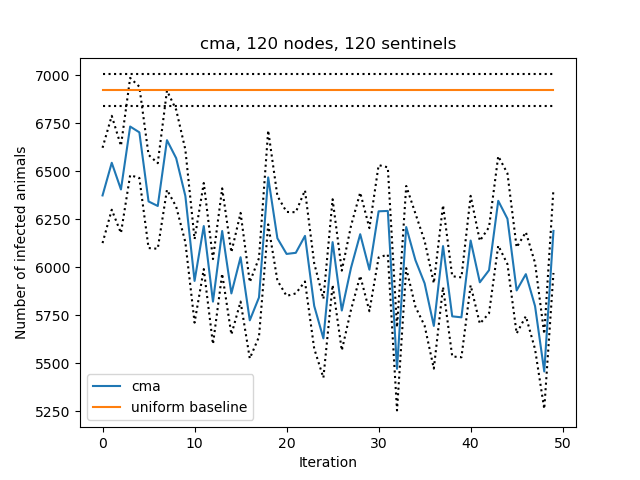 cma, 120 nodes, 120 sentinels
Number of infected animals
7000
6750
6500
6250
6000
5750
5500
5250
cma
uniform baseline
0 10 20 30 40 50
Iteration